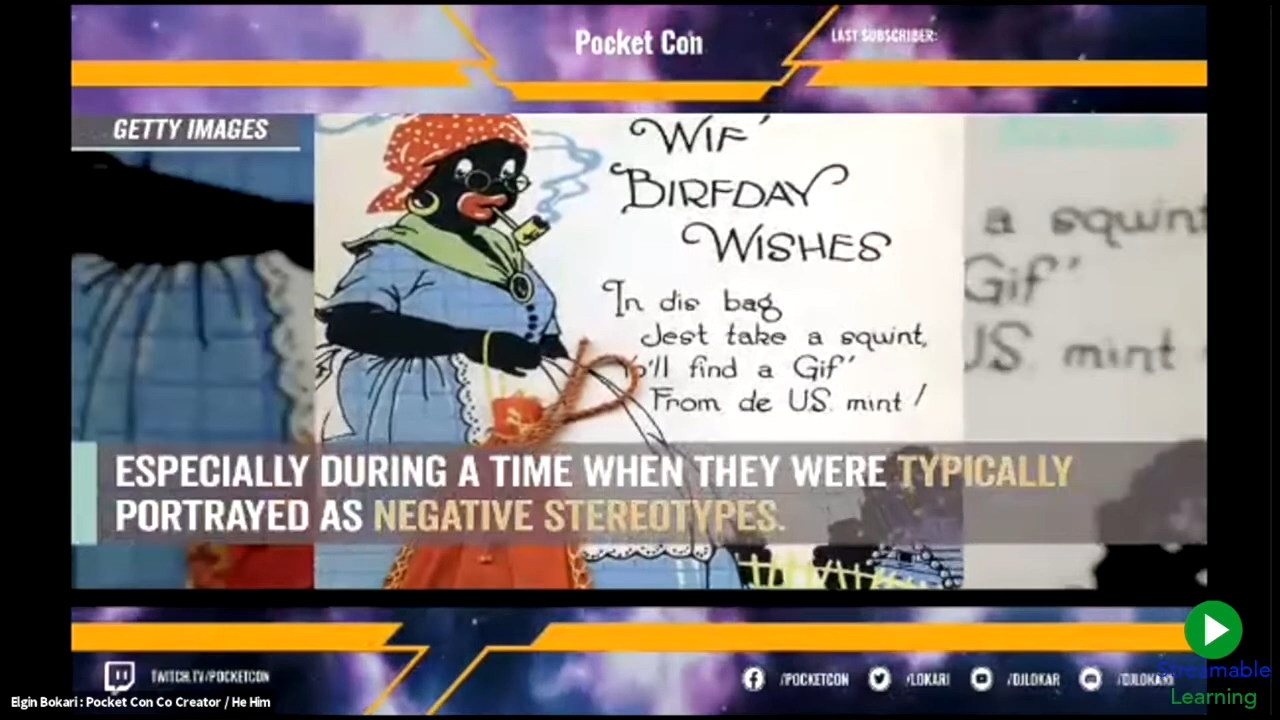 Pocket Con
LAST SUBSCRIBER:
GETTY IMAGES
WIF'
BIRFDAY
WISHES
In dis bag
Jest take a squint,
Yo'll find a Gif'
From de U.S. mint!
a squint
Gif'
U.S. mint
ESPECIALLY DURING A TIME WHEN THEY WERE TYPICALLY
PORTRAYED AS NEGATIVE STEREOTYPES.
TWITCH.TV/POCKETCON
/POCKETCON
/LOKARI
/DJLOKAR
Elgin Bokari : Pocket Con Co Creator / He Him
Streamable
Learning